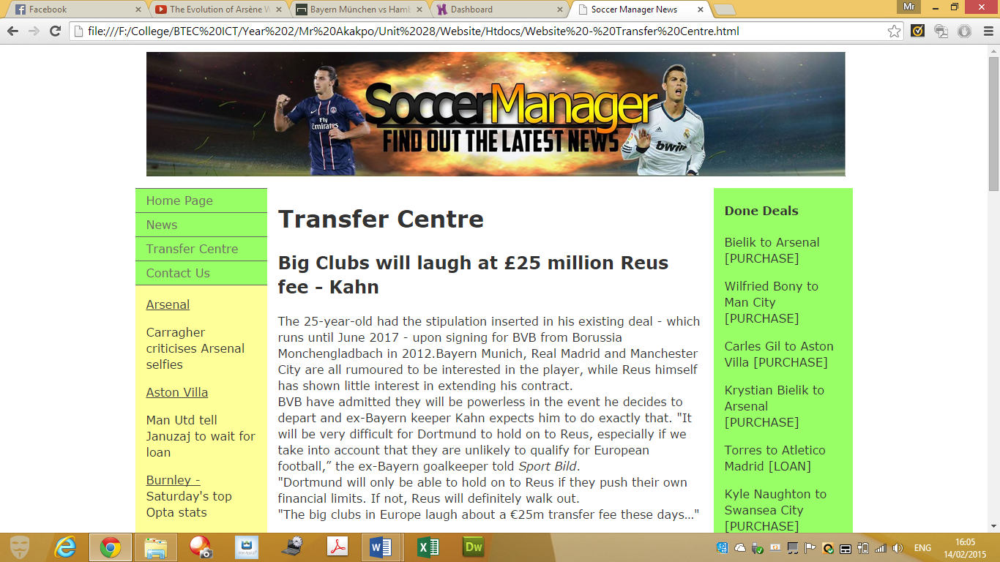 Mr
Facebook
The Evolution of Arsène W
Bayern München vs Hamb
Dashboard
Soccer Manager News
file:///F:/College/BTEC%20ICT/Year%202/Mr%20Akakpo/Unit%2028/Website/Htdocs/Website%20-%20Transfer%20Centre.html
SoccerManager
FIND OUT THE LATEST NEWS
Fly
Emirates
bwin
Home Page
News
Transfer Centre
Contact Us
Arsenal
Carragher
criticises Arsenal
selfies
Aston Villa
Man Utd tell
Januzaj to wait for
loan
Burnley -
Saturday's top
Opta stats
Transfer Centre
Big Clubs will laugh at £25 million Reus
fee - Kahn
The 25-year-old had the stipulation inserted in his existing deal - which
runs until June 2017 - upon signing for BVB from Borussia
Monchengladbach in 2012.Bayern Munich, Real Madrid and Manchester
City are all rumoured to be interested in the player, while Reus himself
has shown little interest in extending his contract.
BVB have admitted they will be powerless in the event he decides to
depart and ex-Bayern keeper Kahn expects him to do exactly that. "It
will be very difficult for Dortmund to hold on to Reus, especially if we
take into account that they are unlikely to qualify for European
football,” the ex-Bayern goalkeeper told Sport Bild.
"Dortmund will only be able to hold on to Reus if they push their own
financial limits. If not, Reus will definitely walk out.
"The big clubs in Europe laugh about a €25m transfer fee these days…"
Done Deals
Bielik to Arsenal
[PURCHASE]
Wilfried Bony to
Man City
[PURCHASE]
Carles Gil to Aston
Villa [PURCHASE]
Krystian Bielik to
Arsenal
[PURCHASE]
Torres to Atletico
Madrid [LOAN]
Kyle Naughton to
Swansea City
[PURCHASE]
Dw
ENG
16:05
14/02/2015